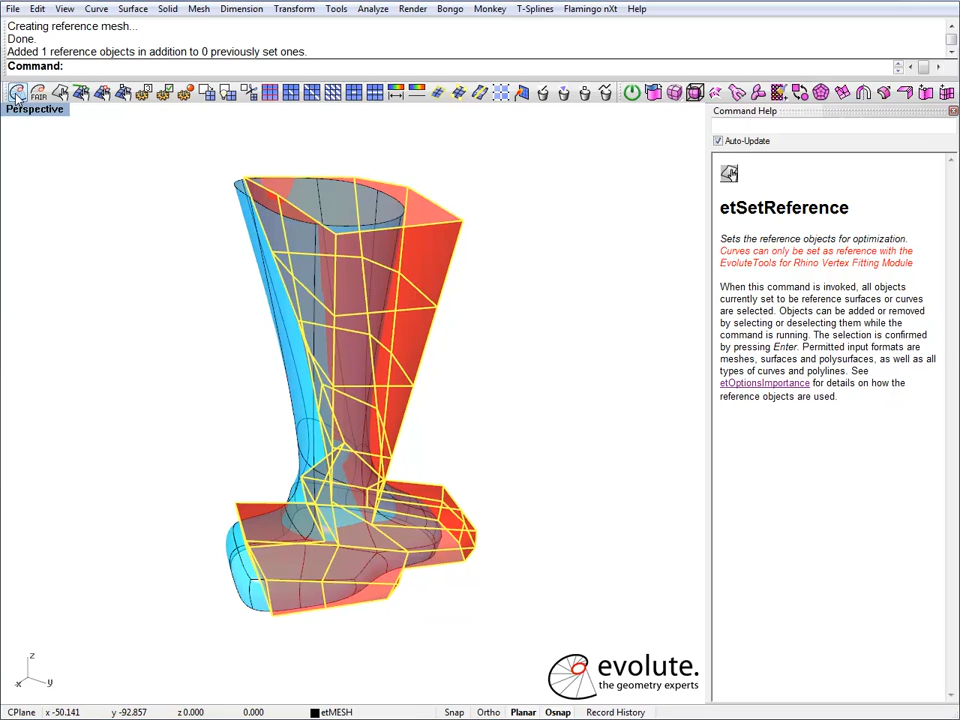 File Edit View Curve Surface Solid Mesh Dimension Transform Tools Analyze Render Bongo Monkey T-Splines Flamingo nXt Help
Creating reference mesh...
Done.
Added 1 reference objects in addition to 0 previously set ones.
Command:
FAIR
Perspective
Command Help
Auto-Update
etSetReference
Sets the reference objects for optimization.
Curves can only be set as reference with the
EvoluteTools for Rhino Vertex Fitting Module
When this command is invoked, all objects
currently set to be reference surfaces or curves
are selected. Objects can be added or removed
by selecting or deselecting them while the
command is running. The selection is confirmed
by pressing Enter. Permitted input formats are
meshes, surfaces and polysurfaces, as well as all
types of curves and polylines. See
etOptionsImportance for details on how the
reference objects are used.
z
x
y
evolute.
the geometry experts
CPlane x -50.141 y -92.857 z 0.000 0.000 etMESH Snap Ortho Planar Osnap Record History